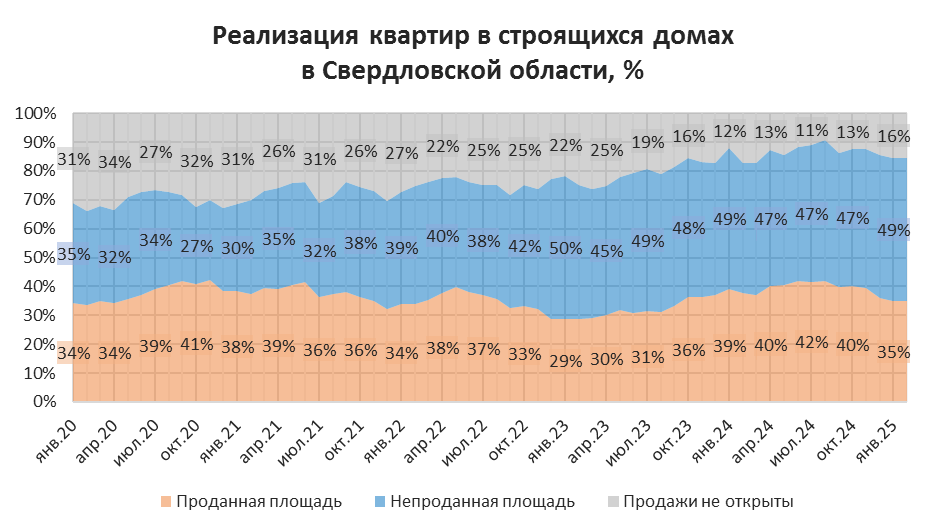 Реализация квартир в строящихся домах
в Свердловской области, %
100%
90%
80%
70%
60%
50%
40%
30%
20%
10%
0%
31% 34% 27% 32% 31% 26% 31% 26% 27% 22% 25% 25% 22% 25% 19% 16% 12% 13% 11% 13% 16%
35% 32% 34% 27% 30% 35% 32% 38% 39% 40% 38% 42% 50% 45% 49% 48% 49% 47% 47% 47% 49%
34% 34% 39% 41% 38% 39% 36% 36% 34% 38% 37% 33% 29% 30% 31% 36% 39% 40% 42% 40% 35%
янв.20 апр.20 июл.20 окт.20 янв.21 апр.21 июл.21 окт.21 янв.22 апр.22 июл.22 окт.22 янв.23 апр.23 июл.23 окт.23 янв.24 апр.24 июл.24 окт.24 янв.25
Проданная площадь Непроданная площадь Продажи не открыты